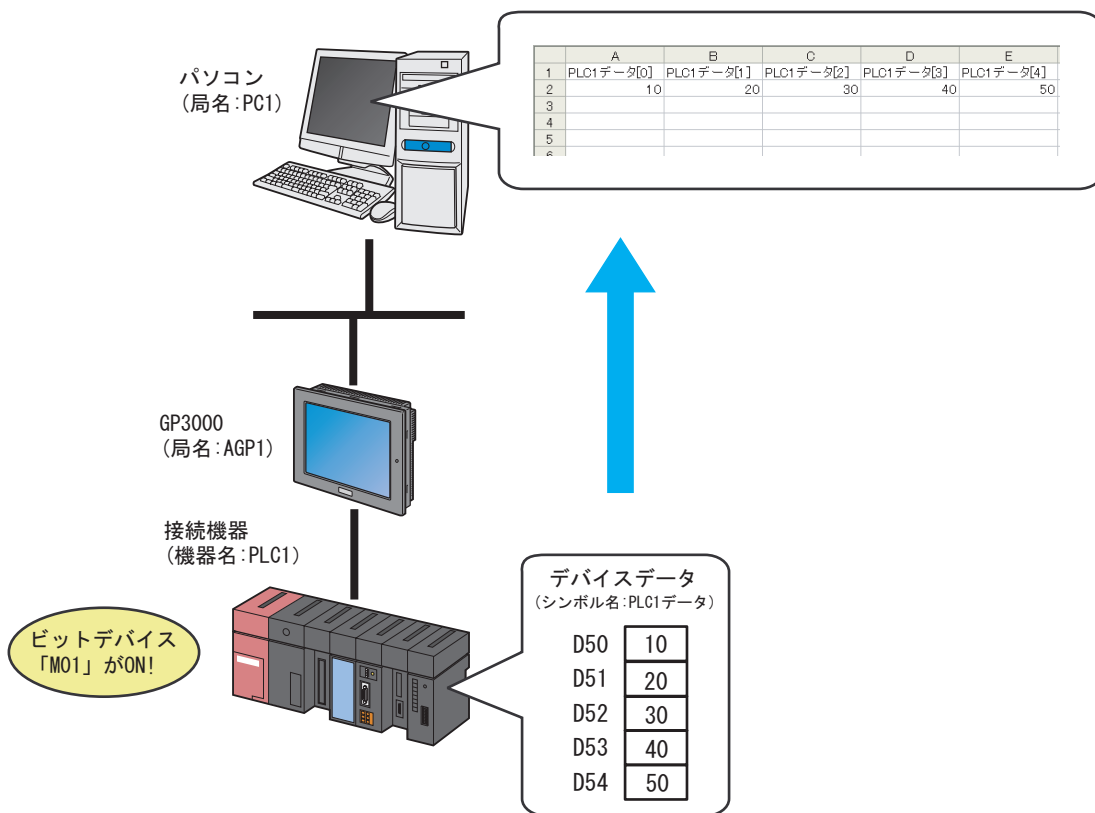 パソコン
（局名：PC1）
A B C D E
1 PLC1データ[0] PLC1データ[1] PLC1データ[2] PLC1データ[3] PLC1データ[4]
2 10 20 30 40 50
3
4
5
6
GP3000
（局名：AGP1）
接続機器
（機器名：PLC1）
ビットデバイス
「M01」がON!
デバイスデータ
（シンボル名：PLC1データ）
D50 10
D51 20
D52 30
D53 40
D54 50